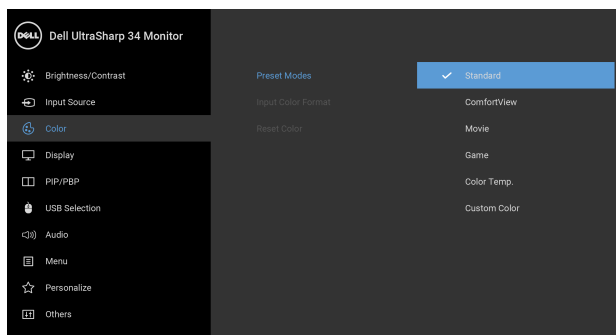 DELL Dell UltraSharp 34 Monitor
Brightness/Contrast Preset Modes Standard
Input Source Input Color Format ComfortView
Color Reset Color Movie
Display Game
PIP/PBP Color Temp.
USB Selection Custom Color
Audio
Menu
Personalize
Others